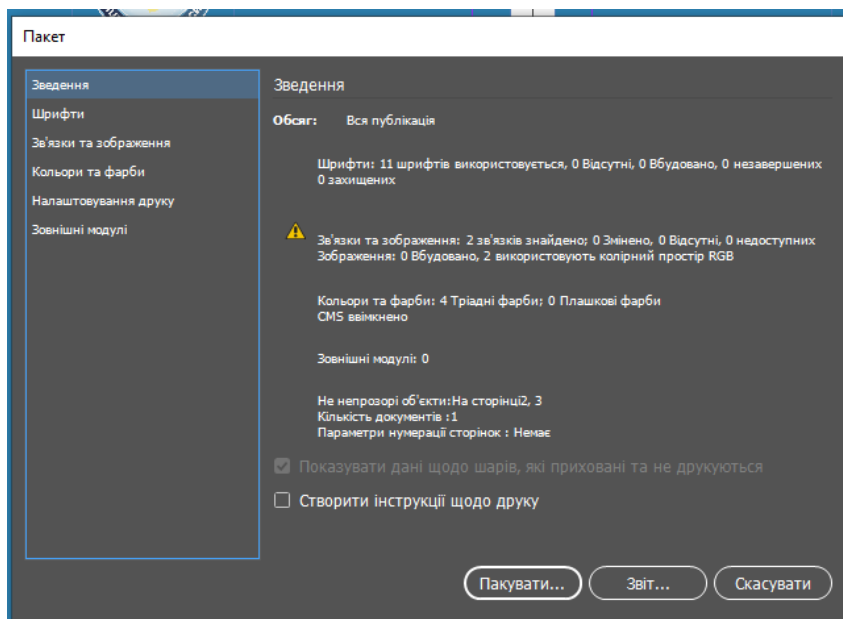 Пакет
Зведення
Шрифти
Зв'язки та зображення
Кольори та фарби
Налаштовування друку
Зовнішні модулі
Зведення
Обсяг: Вся публікація
Шрифти: 11 шрифтів використовується, 0 Відсутні, 0 Вбудовано, 0 незавершених
0 захищених
Зв'язки та зображення: 2 зв'язків знайдено; 0 Змінено, 0 Відсутні, 0 недоступних
Зображення: 0 Вбудовано, 2 використовують колірний простір RGB
Кольори та фарби: 4 Тріадні фарби; 0 Плашкові фарби
CMS ввімкнено
Зовнішні модулі: 0
Не непрозорі об'єкти:На сторінці2, 3
Кількість документів :1
Параметри нумерації сторінок : Немає
Показувати дані щодо шарів, які приховані та не друкуються
Створити інструкції щодо друку
Пакувати... Звіт... Скасувати